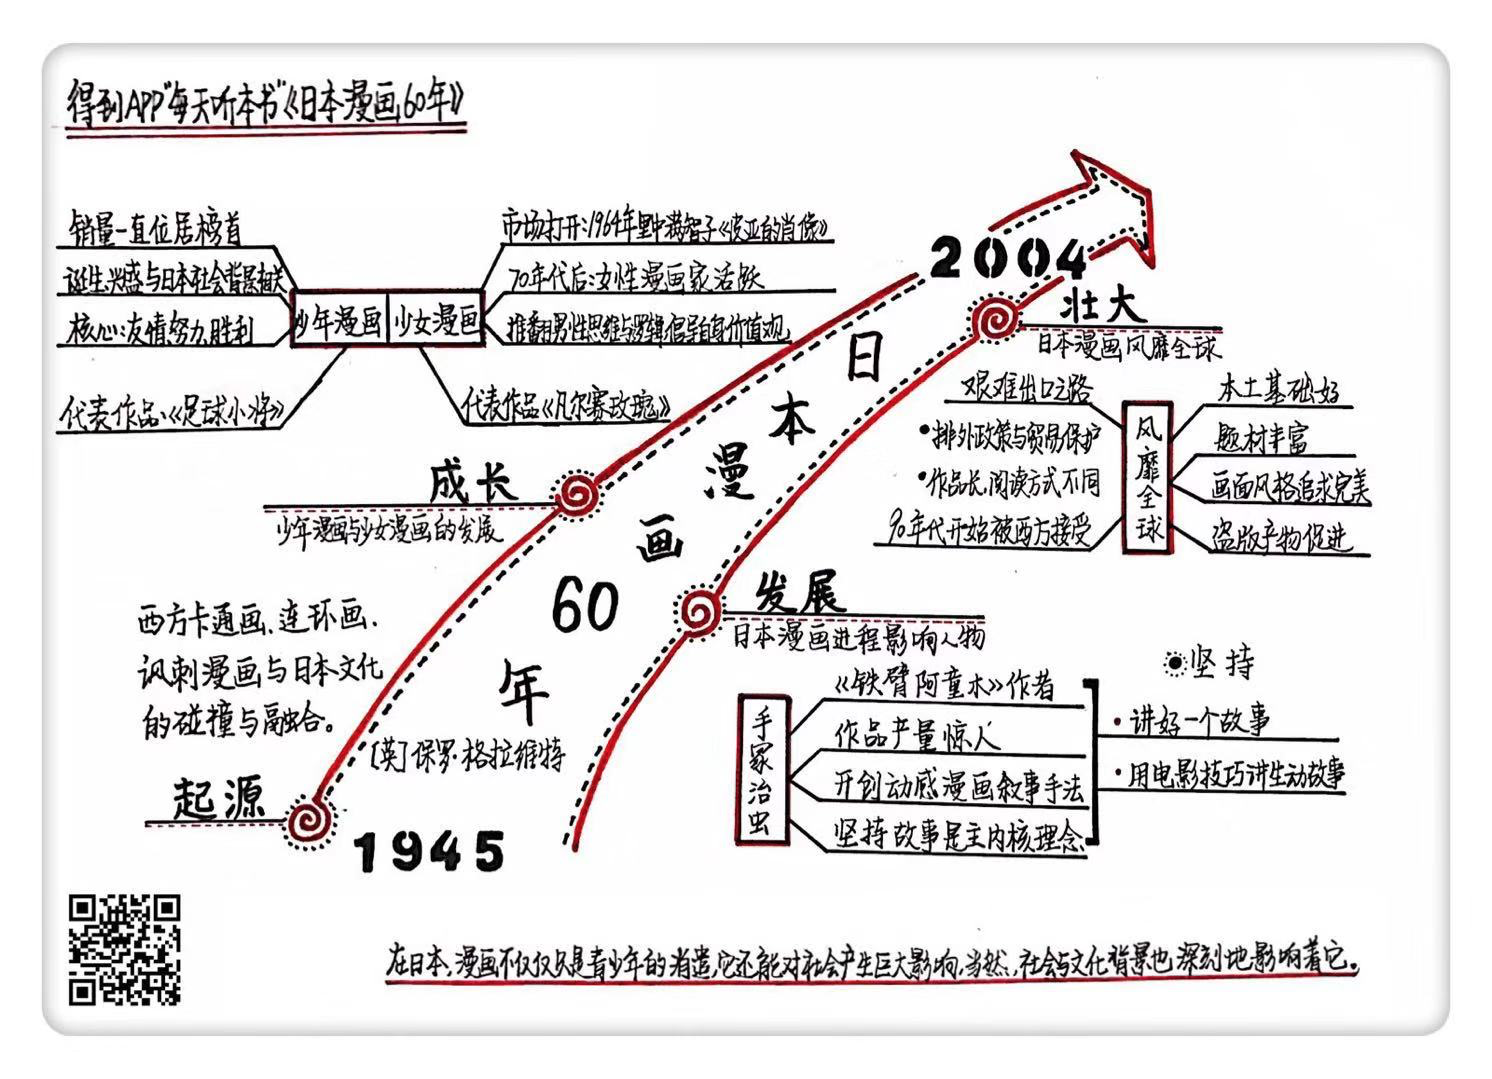 得到APP"每天听本书"《日本漫画60年》
销量一直位居榜首
诞生兴盛与日本社会背景相关
核心:友情、努力、胜利
代表作品:《足球小将》
少年漫画
少女漫画
市场打开:1964年里中满智子《皮亚的肖像》
70年代后:女性漫画家活跃
推翻男性思维与逻辑,倡导自身价值观
代表作品《凡尔赛玫瑰》
成长
少年漫画与少女漫画的发展
西方卡通画、连环画、
讽刺漫画与日本文化
的碰撞与融合。
起源
1945
日本漫画60年
[英]保罗·格拉维特
2004
壮大
日本漫画风靡全球
艰难出口之路
•排外政策与贸易保护
•作品长,阅读方式不同
90年代开始被西方接受
风靡全球
本土基础好
题材丰富
画面风格追求完美
盗版产物促进
发展
日本漫画进程影响人物
手冢治虫
《铁臂阿童木》作者
作品产量惊人
开创动感漫画叙事手法
坚持故事是主内核理念
坚持
·讲好一个故事
·用电影技巧讲生动故事
在日本,漫画不仅仅只是青少年的消遣,它还能对社会产生巨大影响,当然,社会与文化背景也深刻地影响着它。